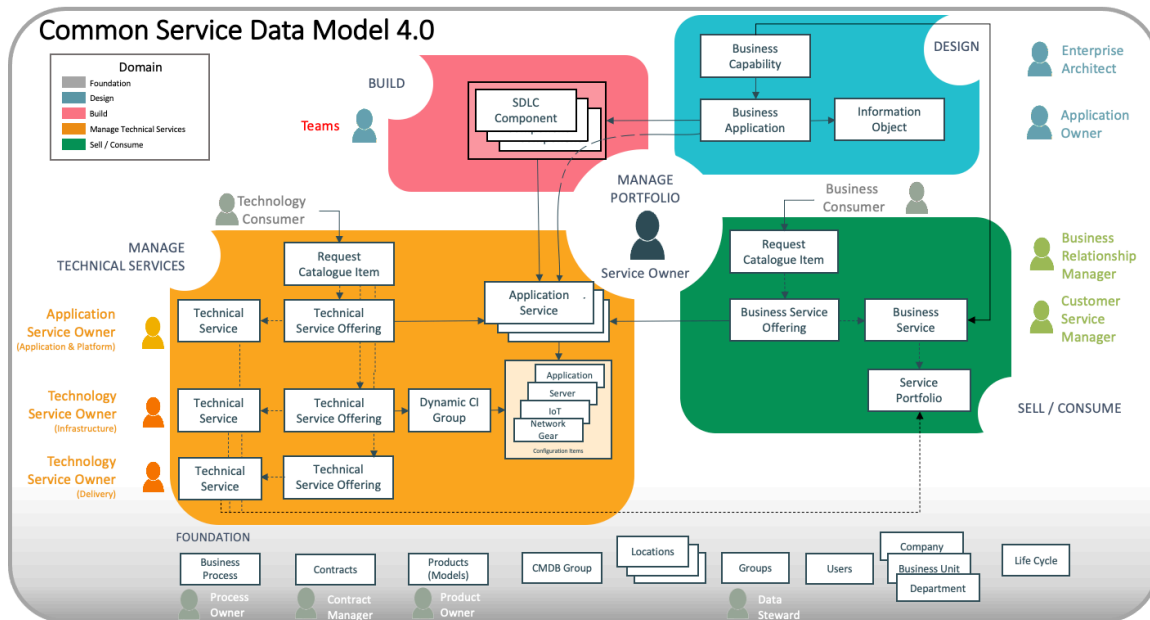 Common Service Data Model 4.0
Domain
Foundation
Design
Build
Manage Technical Services
Sell / Consume
BUILD
Teams
SDLC
Component
Business
Capability
Business
Application
Information
Object
DESIGN
Enterprise
Architect
Application
Owner
MANAGE
PORTFOLIO
Service Owner
Technology
Consumer
Business
Consumer
MANAGE
TECHNICAL SERVICES
Request
Catalogue Item
Technical
Service
Technical
Service Offering
Application
Service
Application
Service Owner
(Application & Platform)
Technology
Service Owner
(Infrastructure)
Technical
Service
Technical
Service Offering
Dynamic CI
Group
Application
Server
IoT
Network
Gear
Configuration Items
Technology
Service Owner
(Delivery)
Technical
Service
Technical
Service Offering
Request
Catalogue Item
Business
Service Offering
Business
Service
Service
Portfolio
Business
Relationship
Manager
Customer
Service
Manager
SELL / CONSUME
FOUNDATION
Business
Process
Contracts
Products
(Models)
CMDB Group
Locations
Groups
Users
Company
Business Unit
Department
Life Cycle
Process
Owner
Contract
Manager
Product
Owner
Data
Steward